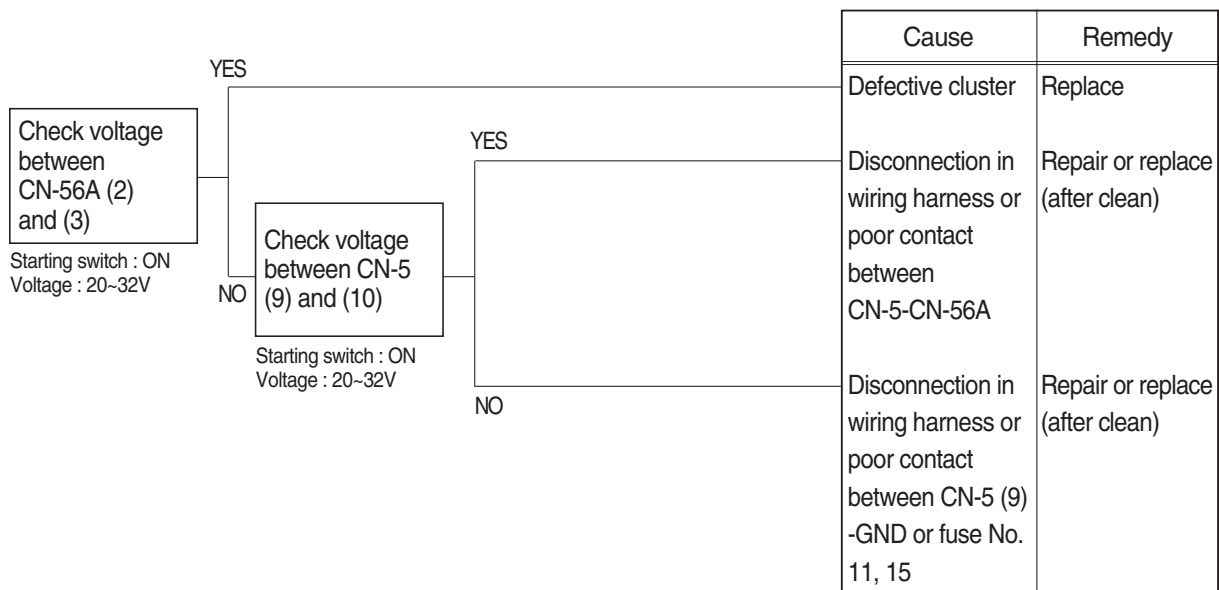 YES
Check voltage
between
CN-56A (2)
and (3)
Starting switch : ON
Voltage : 20~32V
NO
Check voltage
between CN-5
(9) and (10)
Starting switch : ON
Voltage : 20~32V
YES
NO
Cause
Remedy
Defective cluster
Replace
Disconnection in
wiring harness or
poor contact
between
CN-5-CN-56A
Repair or replace
(after clean)
Disconnection in
wiring harness or
poor contact
between CN-5 (9)
-GND or fuse No.
11, 15
Repair or replace
(after clean)